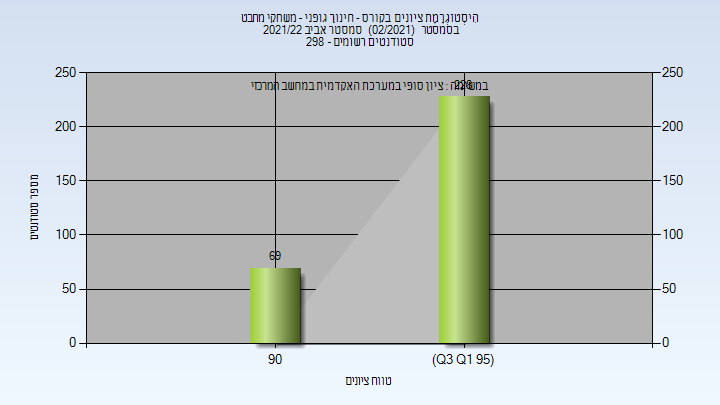 היסטוגרמת ציונים בקורס - חינוך גופני - משחקי מחבט
בסמסטר (02/2021) סמסטר אביב 2021/22
סטודנטים רשומים - 298
במשימה : ציון סופי במערכת האקדמית במחשב המרכזי
250
200
150
100
50
0
250
200
150
100
50
0
69
מספר סטודנטים
90
(Q3 Q1 95)
טווח ציונים